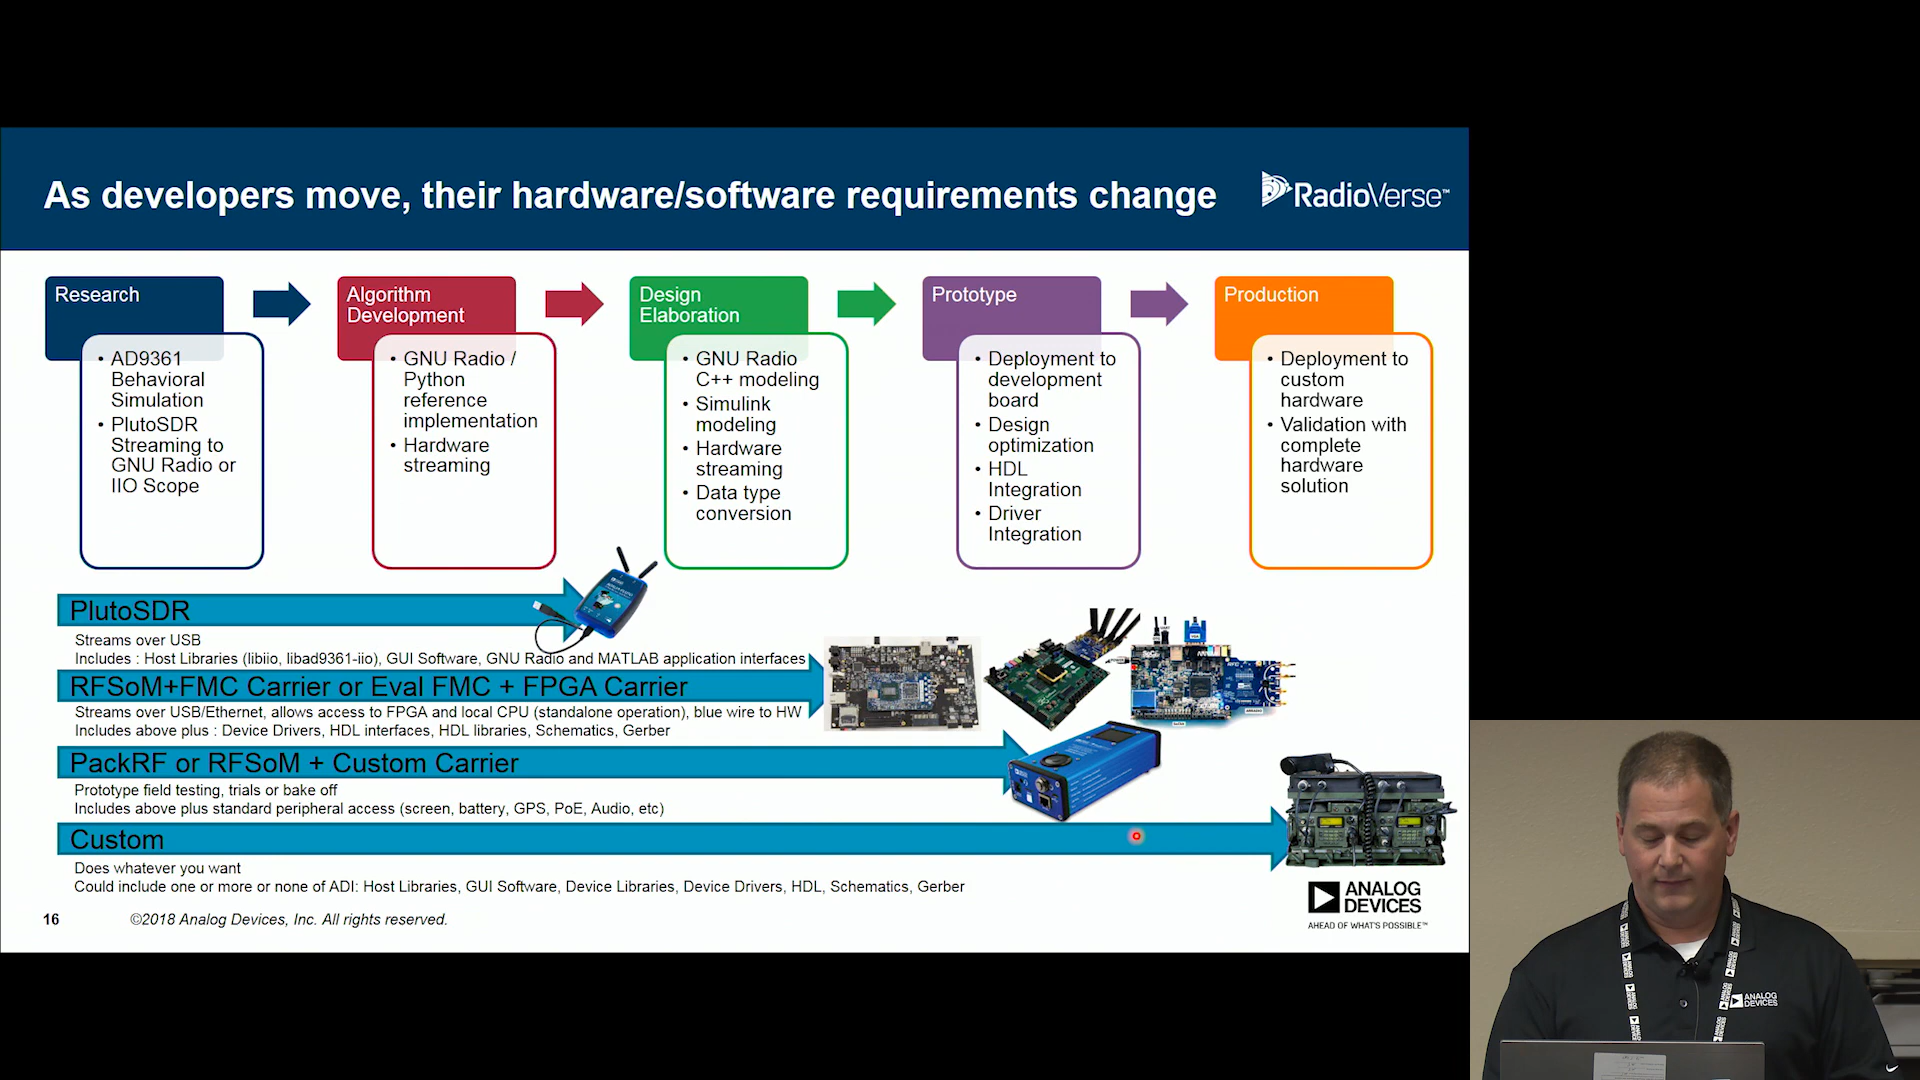 As developers move, their hardware/software requirements change
RadioVerse™
Research
Algorithm
Development
Design
Elaboration
Prototype
Production
• AD9361
Behavioral
Simulation
• PlutoSDR
Streaming to
GNU Radio or
IIO Scope
• GNU Radio /
Python
reference
implementation
• Hardware
streaming
• GNU Radio
C++ modeling
• Simulink
modeling
• Hardware
streaming
• Data type
conversion
• Deployment to
development
board
• Design
optimization
• HDL
Integration
• Driver
Integration
• Deployment to
custom
hardware
• Validation with
complete
hardware
solution
PlutoSDR
Streams over USB
Includes : Host Libraries (libiio, libad9361-iio), GUI Software, GNU Radio and MATLAB application interfaces
RFSoM+FMC Carrier or Eval FMC + FPGA Carrier
Streams over USB/Ethernet, allows access to FPGA and local CPU (standalone operation), blue wire to HW
Includes above plus : Device Drivers, HDL interfaces, HDL libraries, Schematics, Gerber
PackRF or RFSoM + Custom Carrier
Prototype field testing, trials or bake off
Includes above plus standard peripheral access (screen, battery, GPS, PoE, Audio, etc)
Custom
Does whatever you want
Could include one or more or none of ADI: Host Libraries, GUI Software, Device Libraries, Device Drivers, HDL, Schematics, Gerber
16
©2018 Analog Devices, Inc. All rights reserved.
ANALOG
DEVICES
AHEAD OF WHAT'S POSSIBLE™
ANALOG
DEVICES